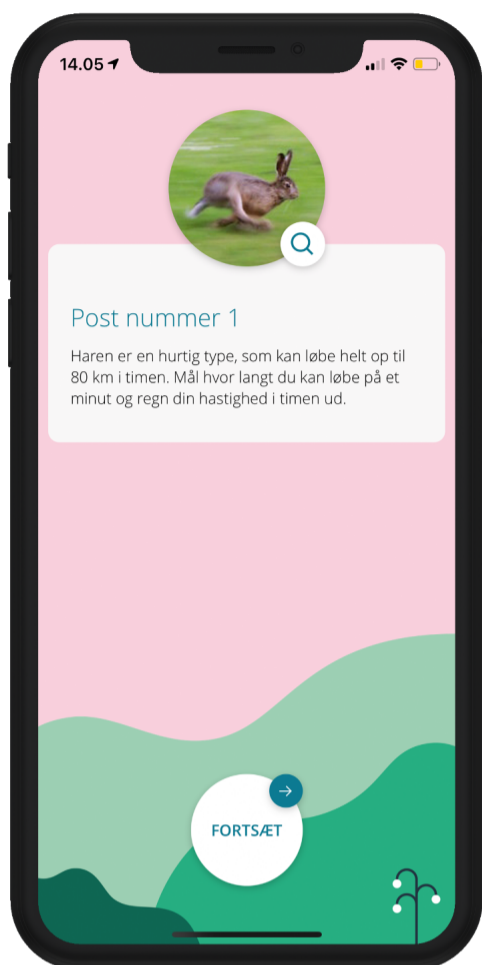 14.05
Post nummer 1
Haren er en hurtig type, som kan løbe helt op til
80 km i timen. Mål hvor langt du kan løbe på et
minut og regn din hastighed i timen ud.
FORTSÆT